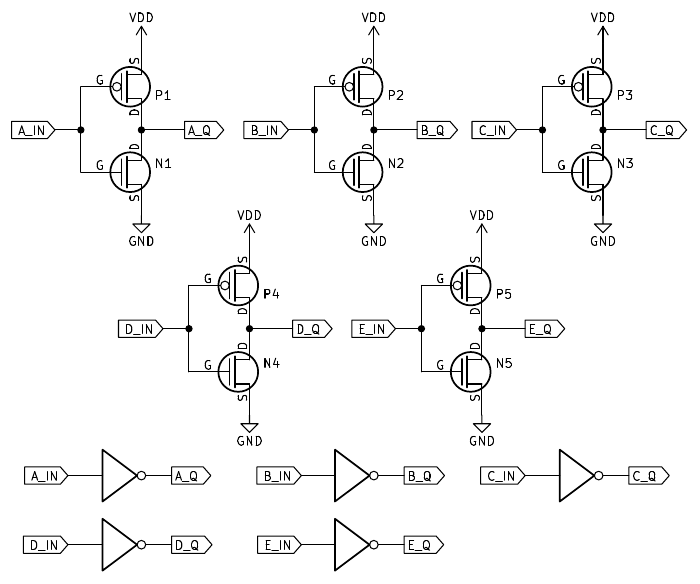 VDD VDD VDD
S S S
G P1 G P2 G P3
D D D
A_IN A_Q B_IN B_Q C_IN C_Q
D D D
G N1 G N2 G N3
S S S
GND GND GND
VDD VDD
S S
G P4 G P5
D D
D_IN D_Q E_IN E_Q
D D
G N4 G N5
S S
GND GND
A_IN A_Q B_IN B_Q C_IN C_Q
D_IN D_Q E_IN E_Q